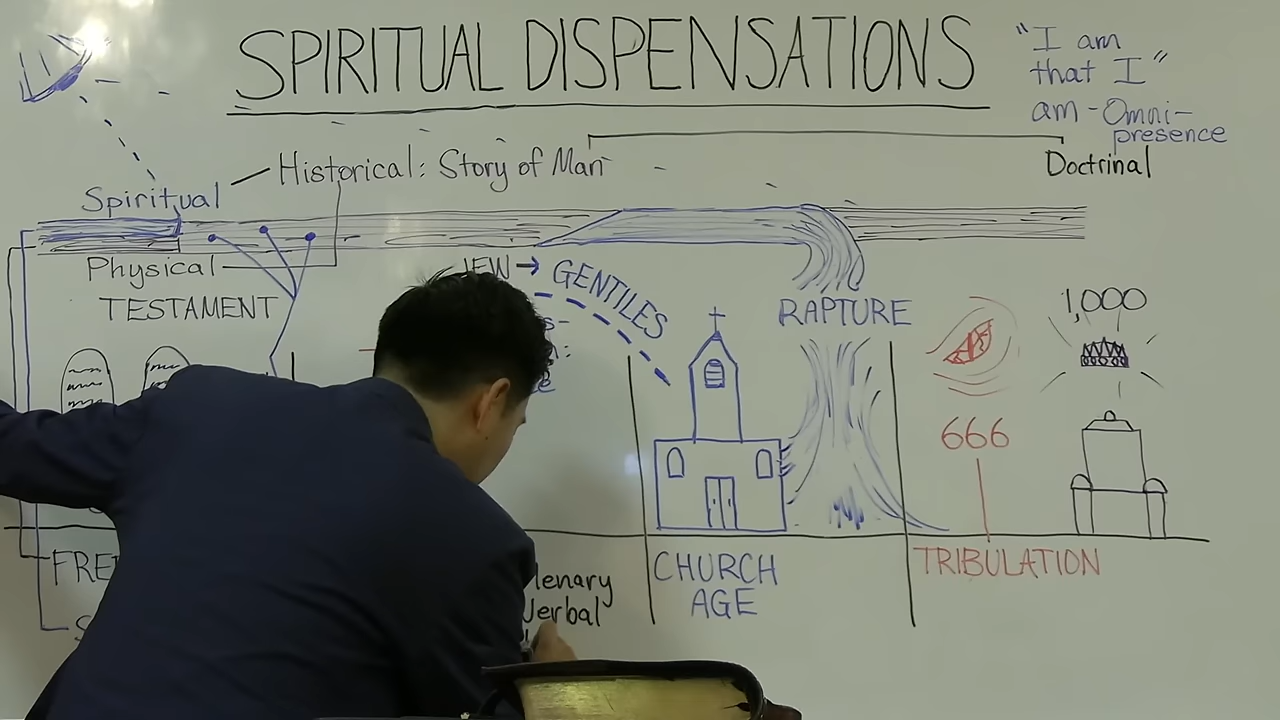 SPIRITUAL DISPENSATIONS
"I am
that I"
am-Omni-
presence
Historical: Story of Man
Doctrinal
Spiritual
Physical
TESTAMENT
JEW → GENTILES
RAPTURE
1,000
666
CHURCH
AGE
TRIBULATION
Verbal